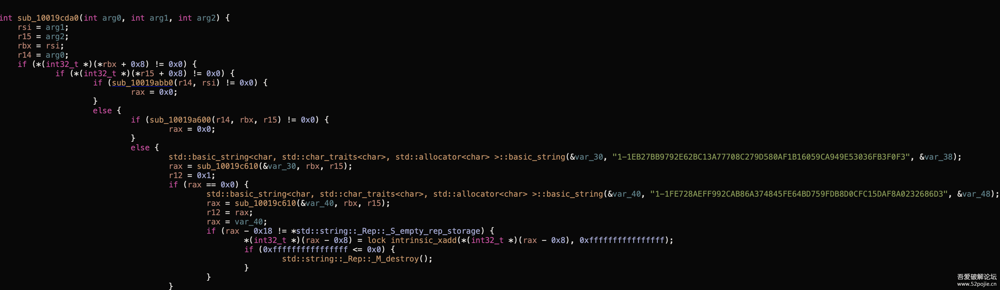 int sub_10019cda0(int arg0, int arg1, int arg2) {
rsi = arg1;
r15 = arg2;
rbx = rsi;
r14 = arg0;
if (*(int32_t *)(*rbx + 0x8) != 0x0) {
if (*(int32_t *)(*r15 + 0x8) != 0x0) {
if (sub_10019abb0(r14, rsi) != 0x0) {
rax = 0x0;
}
else {
if (sub_10019a600(r14, rbx, r15) != 0x0) {
rax = 0x0;
}
else {
std::basic_string<char, std::char_traits<char>, std::allocator<char> >::basic_string(&var_30, "1-1EB27BB9792E62BC13A77708C279D580AF1B16059CA949E53036FB3F0F3", &var_38);
rax = sub_10019c610(&var_30, rbx, r15);
r12 = 0x1;
if (rax == 0x0) {
std::basic_string<char, std::char_traits<char>, std::allocator<char> >::basic_string(&var_40, "1-1FE728AEFF992CAB86A374845FE64BD759FDB8D0CFC15DAF8A0232686D3", &var_48);
rax = sub_10019c610(&var_40, rbx, r15);
r12 = rax;
rax = var_40;
if (rax - 0x18 != *std::string::_Rep::_S_empty_rep_storage) {
*(int32_t *)(rax - 0x8) = lock intrinsic_xadd(*(int32_t *)(rax - 0x8), 0xffffffffffffffff);
if (0xffffffffffffffff <= 0x0) {
std::string::_Rep::_M_destroy();
}
}
}
吾爱破解论坛
www.52pojie.cn